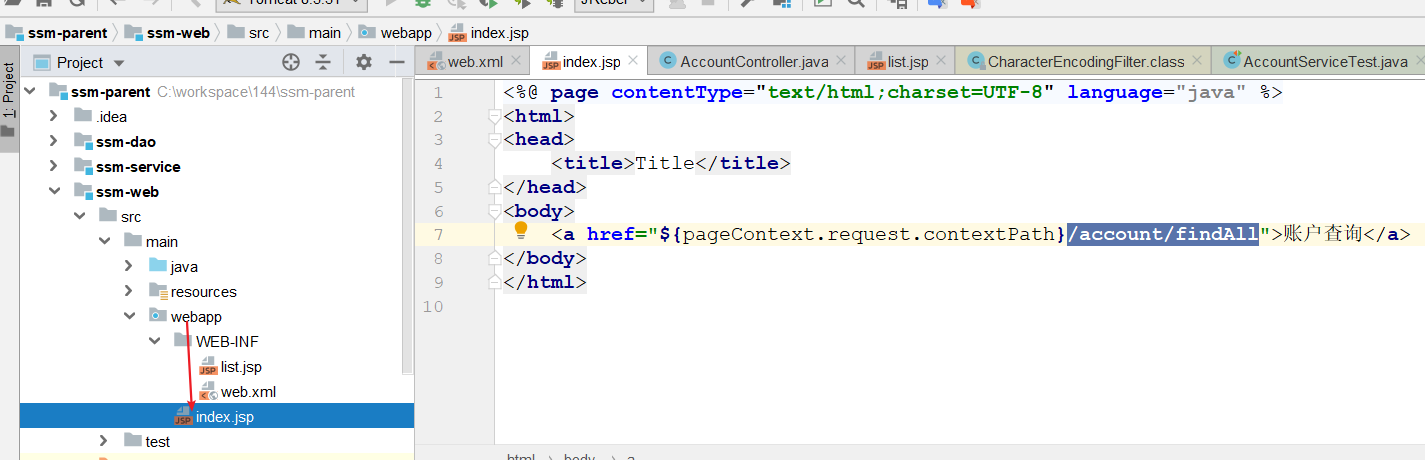 Tomcat 8.5.31
JRebel
ssm-parent
ssm-web
src
main
webapp
index.jsp
1: Project
Project
ssm-parent C:\workspace\144\ssm-parent
.idea
ssm-dao
ssm-service
ssm-web
src
main
java
resources
webapp
WEB-INF
list.jsp
web.xml
index.jsp
test
web.xml
index.jsp
AccountController.java
list.jsp
CharacterEncodingFilter.class
AccountServiceTest.java
1 <%@ page contentType="text/html;charset=UTF-8" language="java" %>
2 <html>
3 <head>
4 <title>Title</title>
5 </head>
6 <body>
7 <a href="${pageContext.request.contextPath}/account/findAll">账户查询</a>
8 </body>
9 </html>
10
html
body
a